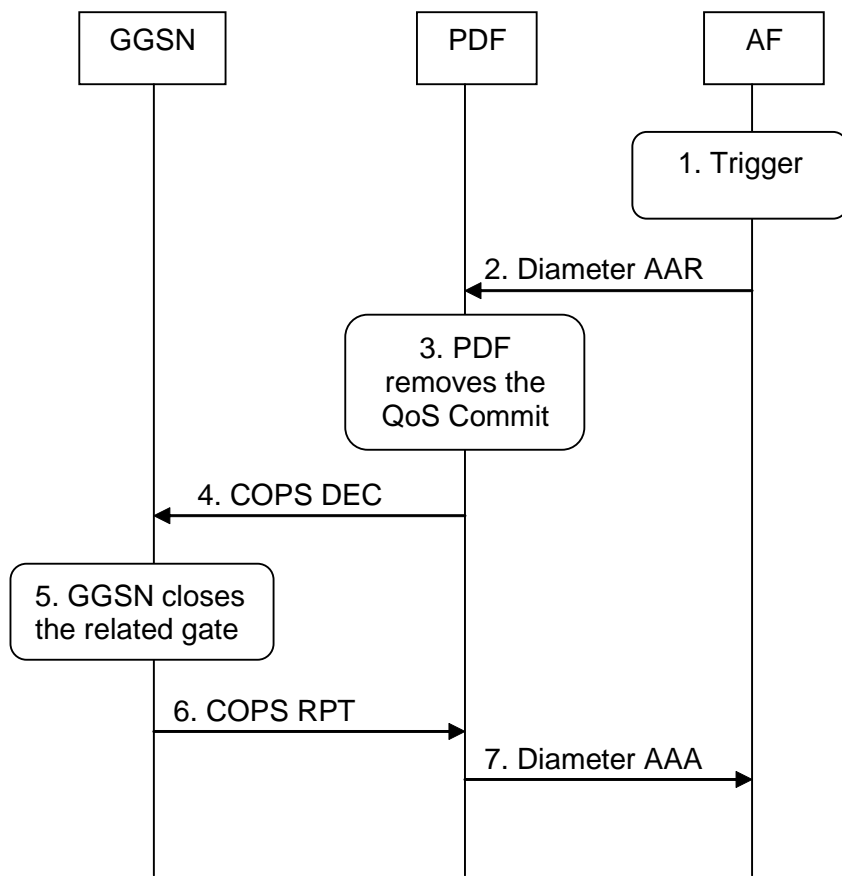 GGSN
PDF
AF
1. Trigger
2. Diameter AAR
3. PDF
removes the
QoS Commit
4. COPS DEC
5. GGSN closes
the related gate
6. COPS RPT
7. Diameter AAA